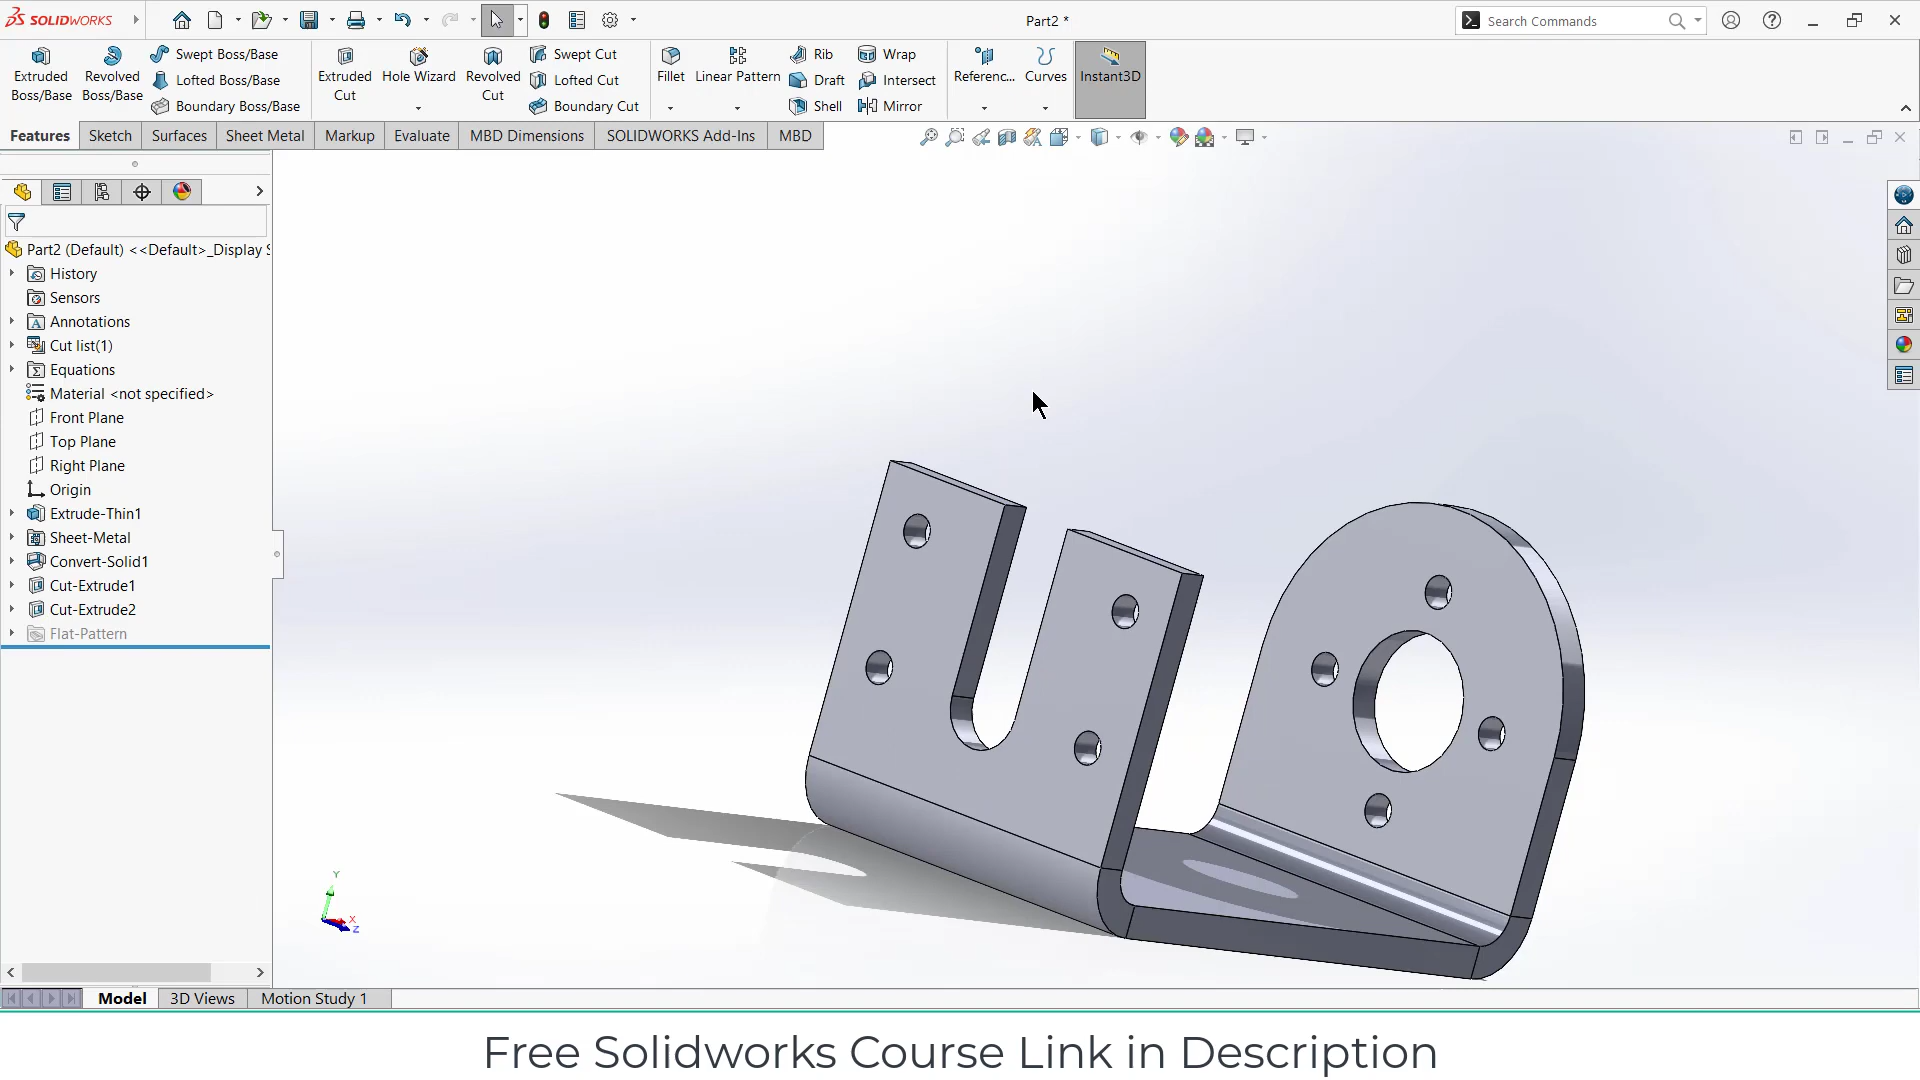 SOLIDWORKS
Part2 *
Search Commands
Extruded Boss/Base
Revolved Boss/Base
Swept Boss/Base
Lofted Boss/Base
Boundary Boss/Base
Extruded Cut
Hole Wizard
Revolved Cut
Swept Cut
Lofted Cut
Boundary Cut
Fillet
Linear Pattern
Rib
Draft
Shell
Wrap
Intersect
Mirror
Referenc...
Curves
Instant3D
Features
Sketch
Surfaces
Sheet Metal
Markup
Evaluate
MBD Dimensions
SOLIDWORKS Add-Ins
MBD
Part2 (Default) <<Default>_Display S
History
Sensors
Annotations
Cut list(1)
Equations
Material <not specified>
Front Plane
Top Plane
Right Plane
Origin
Extrude-Thin1
Sheet-Metal
Convert-Solid1
Cut-Extrude1
Cut-Extrude2
Flat-Pattern
Y
X
Z
Model
3D Views
Motion Study 1
Free Solidworks Course Link in Description